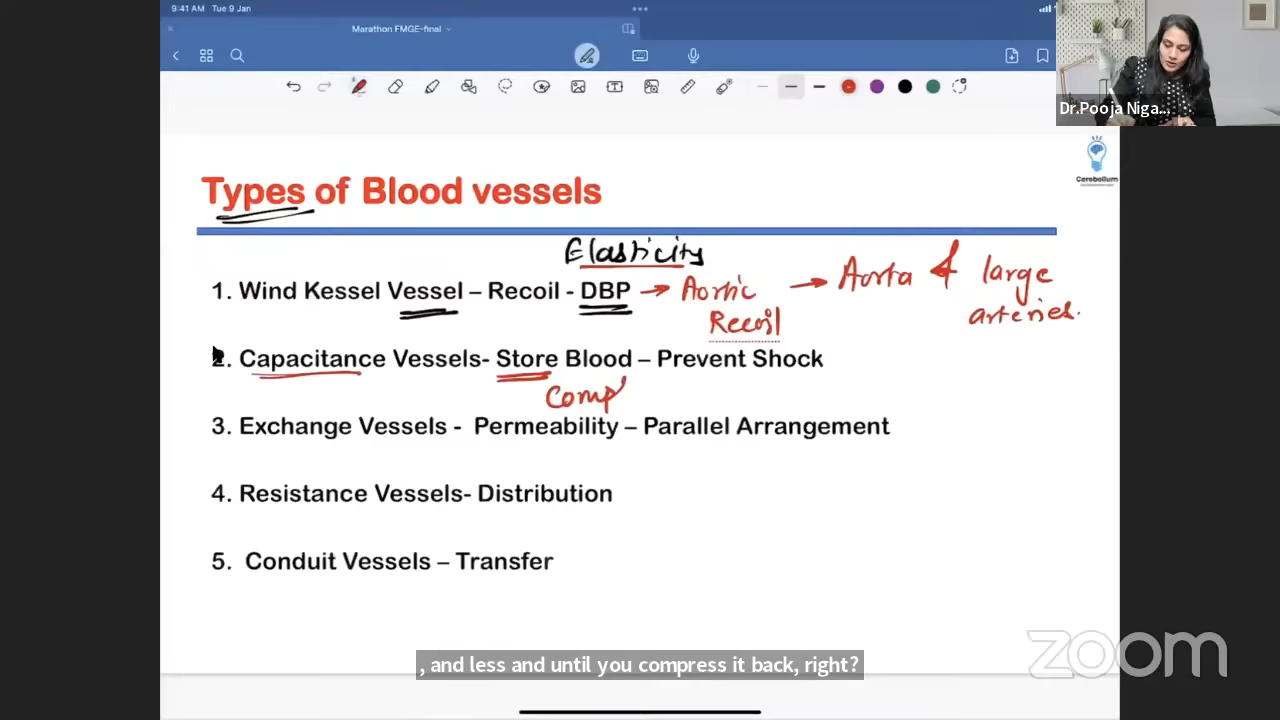 9:41 AM Tue 9 Jan
Marathon FMGE-final
Dr.Pooja Niga...
Cerebellum
Types of Blood vessels
Elasticity
1. Wind Kessel Vessel – Recoil - DBP → Aortic Recoil → Aorta & large arteries.
2. Capacitance Vessels- Store Blood – Prevent Shock
Comp
3. Exchange Vessels - Permeability – Parallel Arrangement
4. Resistance Vessels- Distribution
5. Conduit Vessels – Transfer
, and less and until you compress it back, right?
zoom